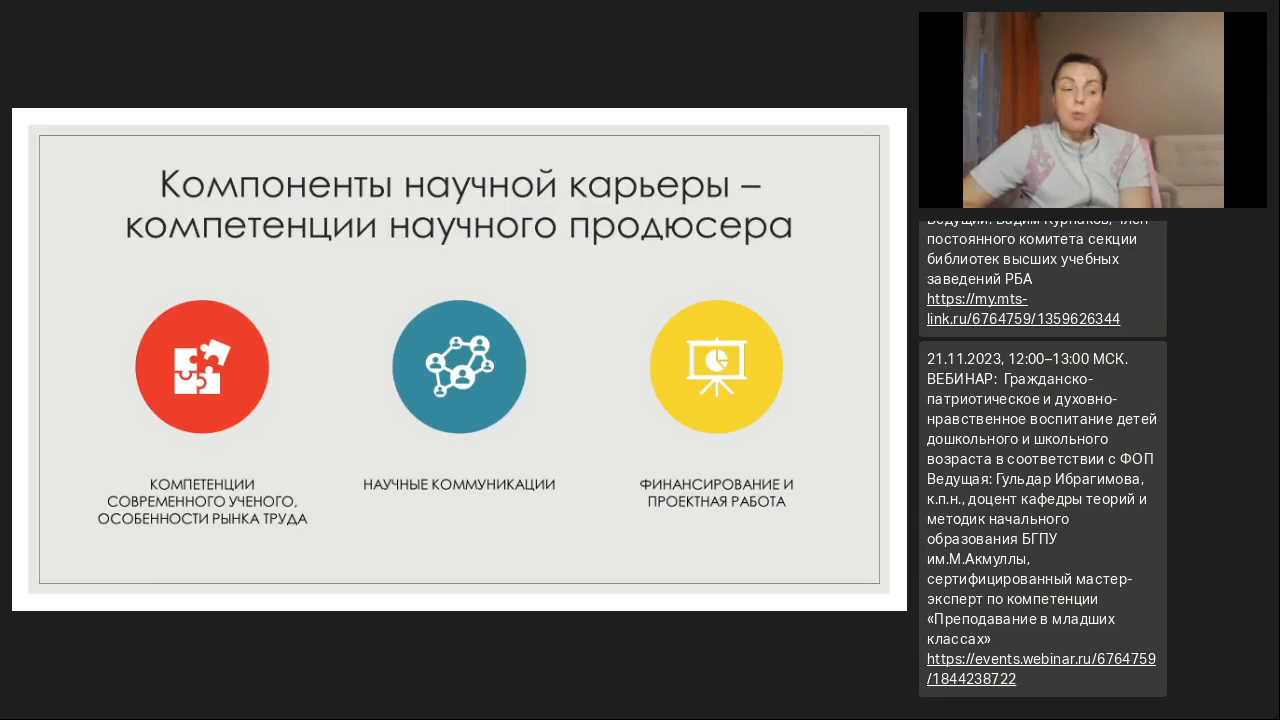 Компоненты научной карьеры –
компетенции научного продюсера
КОМПЕТЕНЦИИ
СОВРЕМЕННОГО УЧЕНОГО,
ОСОБЕННОСТИ РЫНКА ТРУДА
НАУЧНЫЕ КОММУНИКАЦИИ
ФИНАНСИРОВАНИЕ И
ПРОЕКТНАЯ РАБОТА
Ведущий: Вадим Курпаков, член
постоянного комитета секции
библиотек высших учебных
заведений РБА
https://my.mts-
link.ru/6764759/1359626344
21.11.2023, 12:00–13:00 МСК.
ВЕБИНАР: Гражданско-
патриотическое и духовно-
нравственное воспитание детей
дошкольного и школьного
возраста в соответствии с ФОП
Ведущая: Гульдар Ибрагимова,
к.п.н., доцент кафедры теорий и
методик начального
образования БГПУ
им.М.Акмуллы,
сертифицированный мастер-
эксперт по компетенции
«Преподавание в младших
классах»
https://events.webinar.ru/6764759
/1844238722